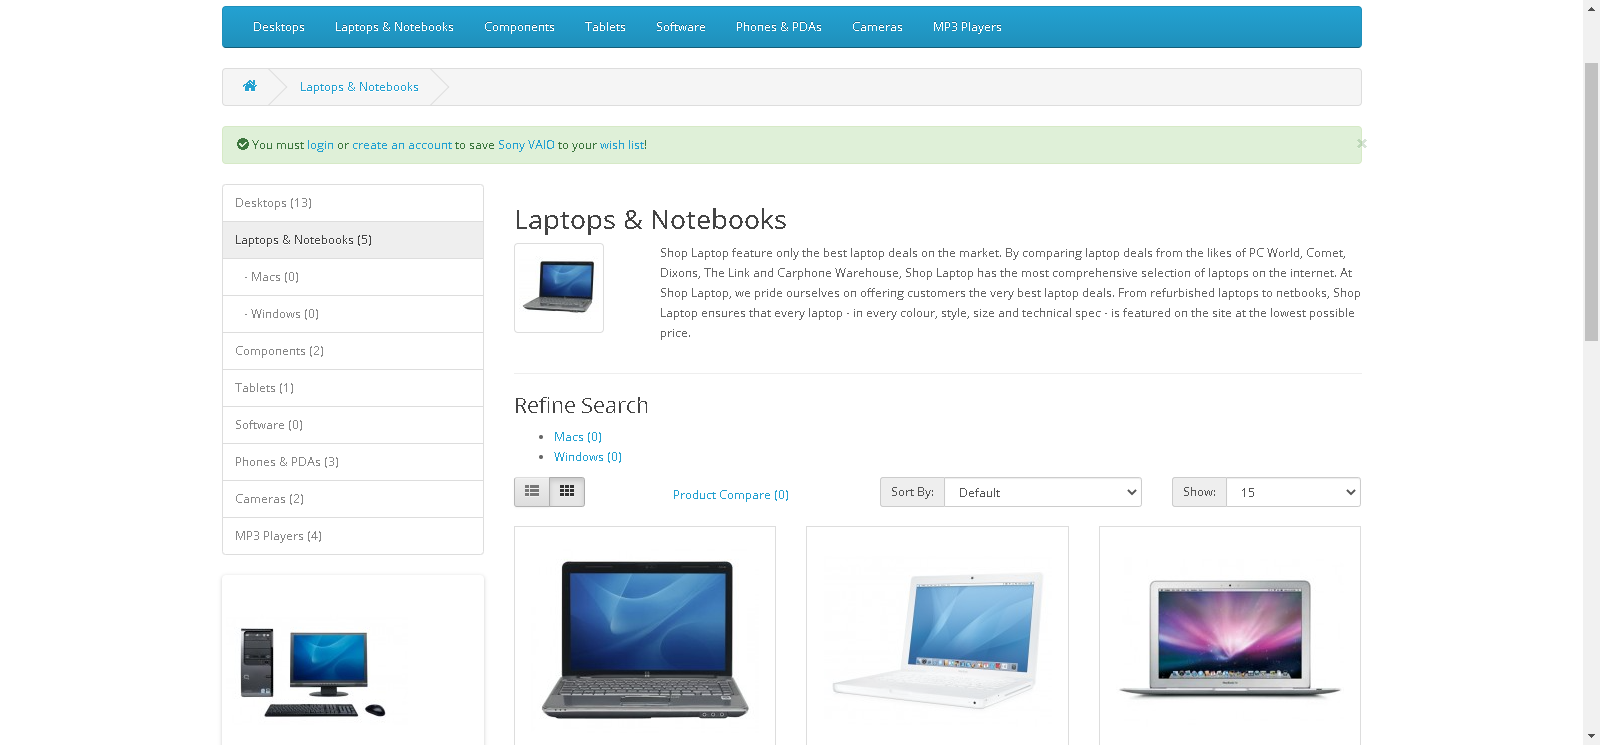 Desktops Laptops & Notebooks Components Tablets Software Phones & PDAs Cameras MP3 Players
Laptops & Notebooks
You must login or create an account to save Sony VAIO to your wish list!
×
Desktops (13)
Laptops & Notebooks (5)
- Macs (0)
- Windows (0)
Components (2)
Tablets (1)
Software (0)
Phones & PDAs (3)
Cameras (2)
MP3 Players (4)
Laptops & Notebooks
Shop Laptop feature only the best laptop deals on the market. By comparing laptop deals from the likes of PC World, Comet,
Dixons, The Link and Carphone Warehouse, Shop Laptop has the most comprehensive selection of laptops on the internet. At
Shop Laptop, we pride ourselves on offering customers the very best laptop deals. From refurbished laptops to netbooks, Shop
Laptop ensures that every laptop - in every colour, style, size and technical spec - is featured on the site at the lowest possible
price.
Refine Search
• Macs (0)
• Windows (0)
Product Compare (0) Sort By: Default Show: 15